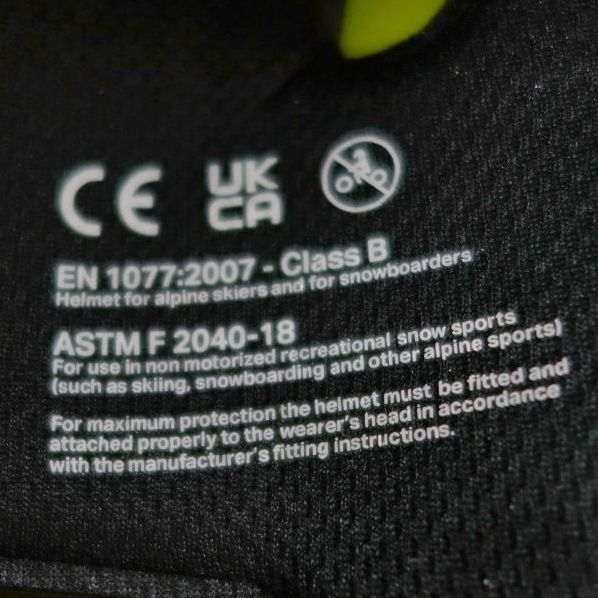 CE UK CA
EN 1077:2007 - Class B
Helmet for alpine skiers and for snowboarders
ASTM F 2040-18
For use in non motorized recreational snow sports
(such as skiing, snowboarding and other alpine sports)
For maximum protection the helmet must be fitted and
attached properly to the wearer's head in accordance
with the manufacturer's fitting instructions.